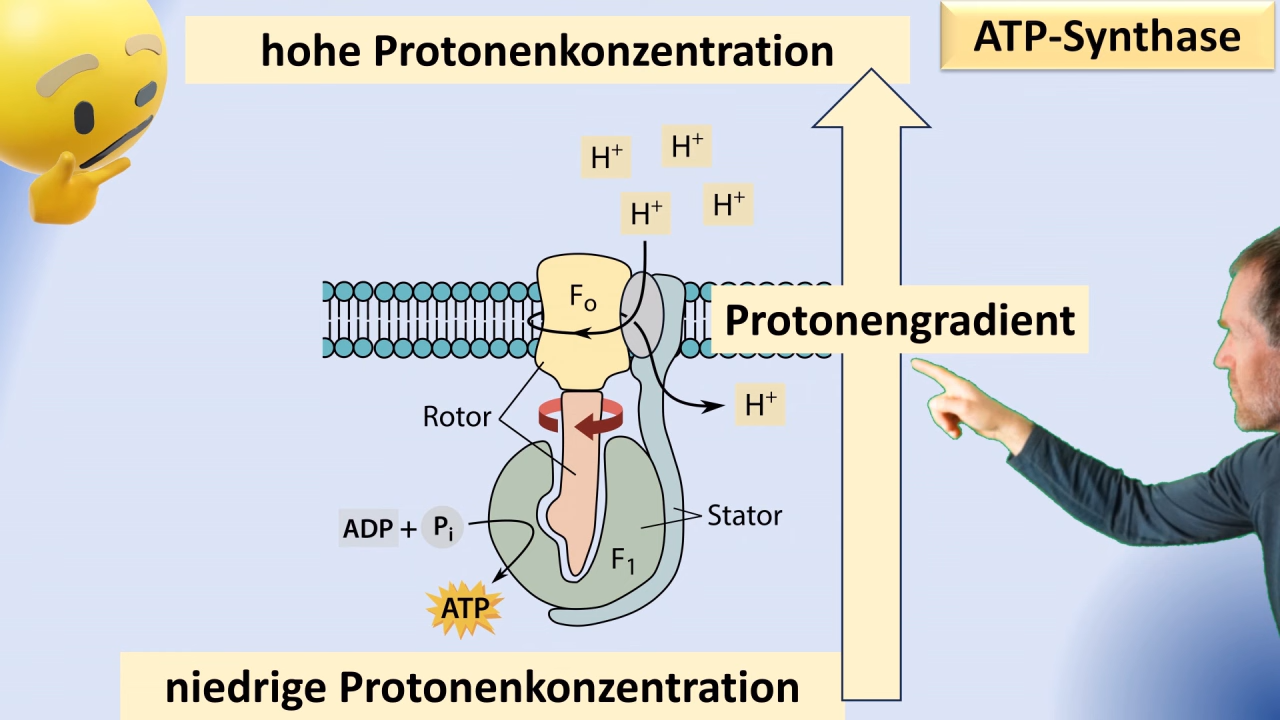 hohe Protonenkonzentration
ATP-Synthase
H⁺
H⁺
H⁺
H⁺
Fₒ
Protonengradient
H⁺
Rotor
ADP + Pᵢ
Stator
F₁
ATP
niedrige Protonenkonzentration